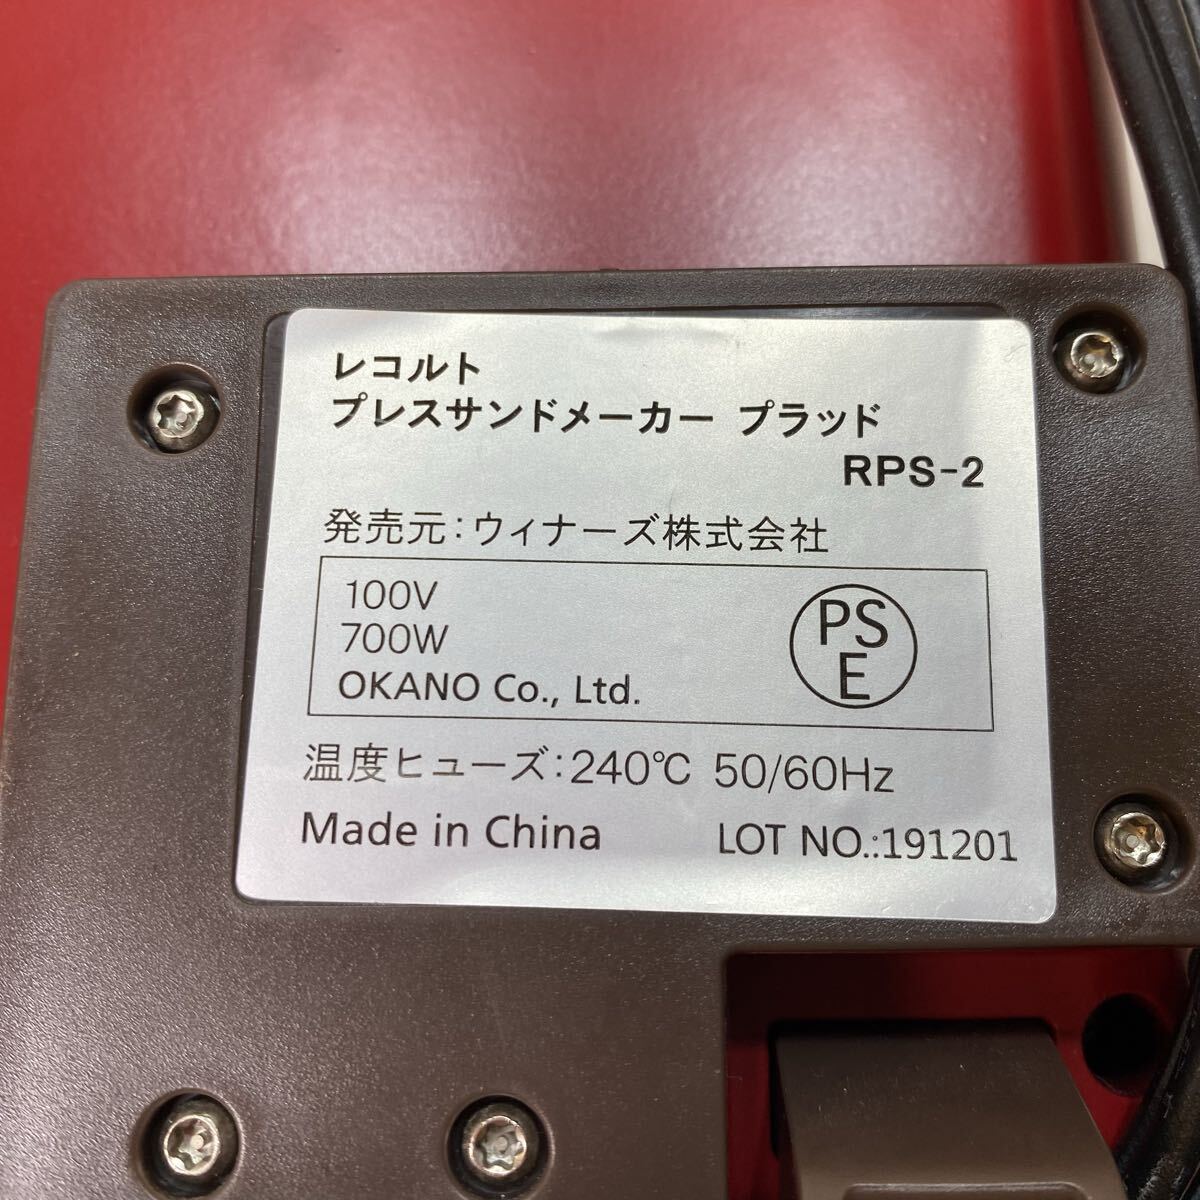 レコルト
プレスサンドメーカー プラッド
RPS-2
発売元：ウィナーズ株式会社
100V
700W
OKANO Co., Ltd.
PS
E
温度ヒューズ：240℃ 50/60Hz
Made in China LOT NO.:191201